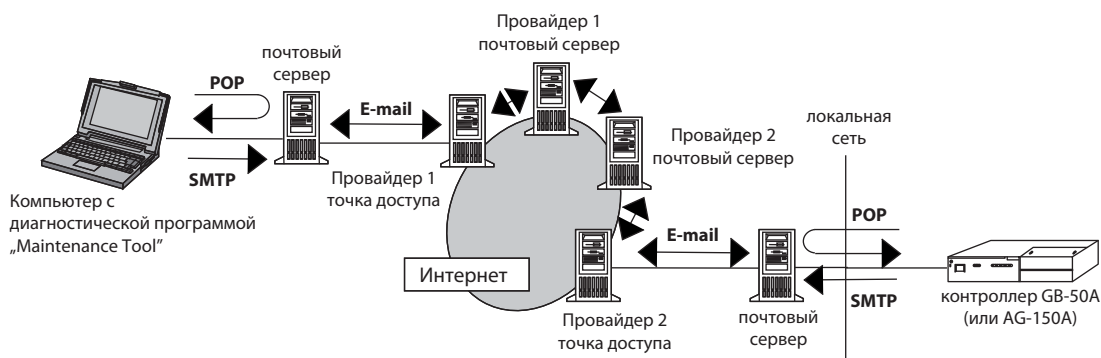 Провайдер 1
почтовый сервер
почтовый
сервер
POP
E-mail
SMTP
Провайдер 1
точка доступа
Компьютер с
диагностической программой
„Maintenance Tool”
Провайдер 2
почтовый сервер
локальная
сеть
Интернет
E-mail
POP
SMTP
Провайдер 2
точка доступа
почтовый
сервер
контроллер GB-50A
(или AG-150A)